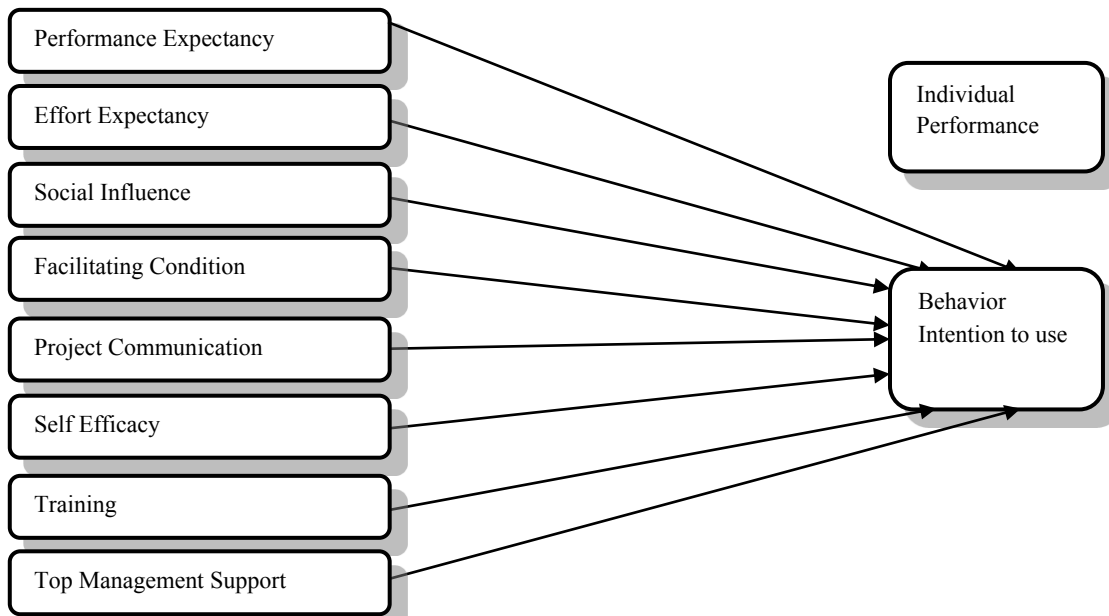 Performance Expectancy
Effort Expectancy
Social Influence
Facilitating Condition
Project Communication
Self Efficacy
Training
Top Management Support
Individual
Performance
Behavior
Intention to use